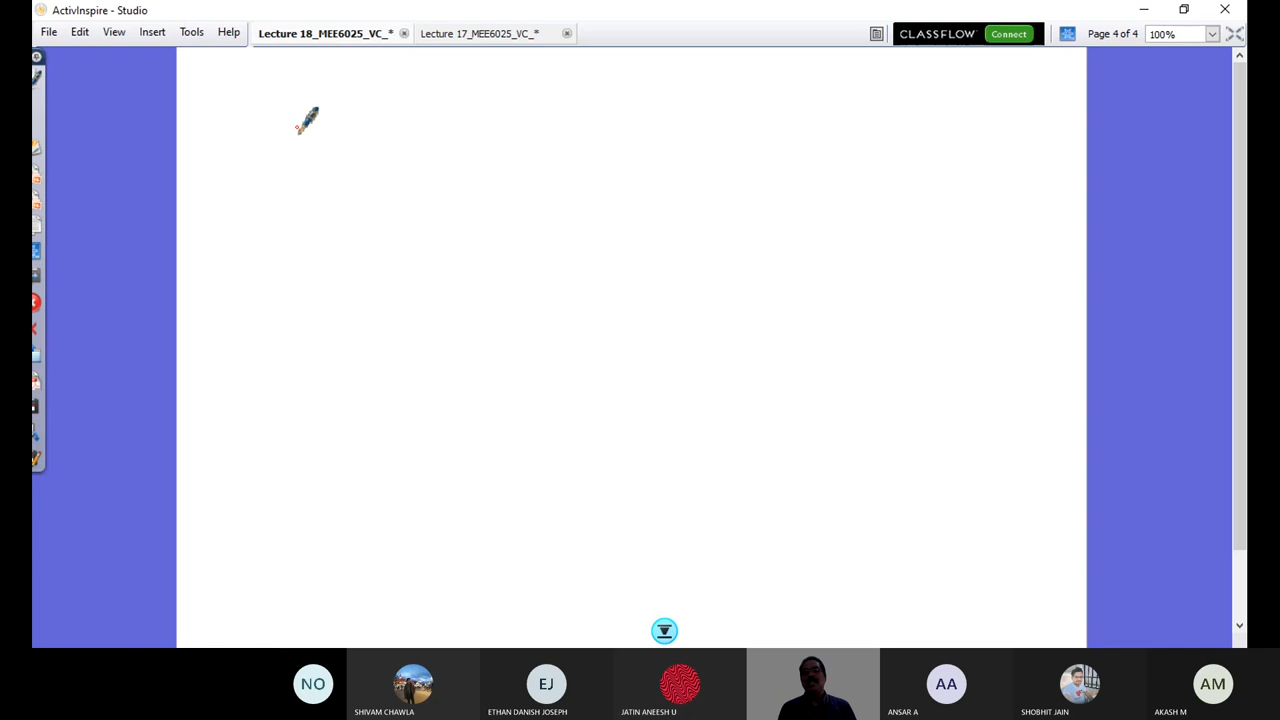 ActivInspire - Studio
File Edit View Insert Tools Help
Lecture 18_MEE6025_VC_* Lecture 17_MEE6025_VC_*
CLASSFLOW Connect
Page 4 of 4
100%
NO
EJ
AA
AM
SHIVAM CHAWLA
ETHAN DANISH JOSEPH
JATIN ANEESH U
ANSAR A
SHOBHIT JAIN
AKASH M